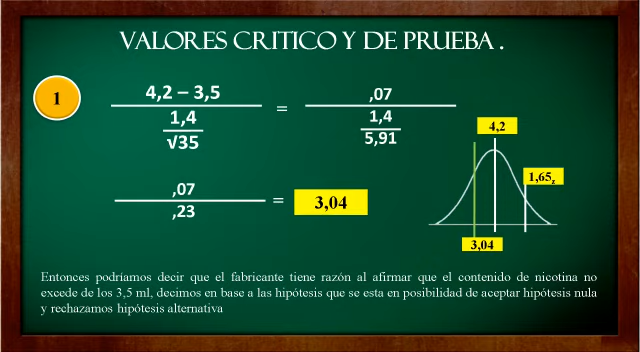 VALORES CRITICO Y DE PRUEBA .
1
4,2 – 3,5 = ,07
1,4 1,4
√35 5,91
,07 = 3,04
,23
4,2
1,65z
3,04
Entonces podríamos decir que el fabricante tiene razón al afirmar que el contenido de nicotina no
excede de los 3,5 ml, decimos en base a las hipótesis que se esta en posibilidad de aceptar hipótesis nula
y rechazamos hipótesis alternativa